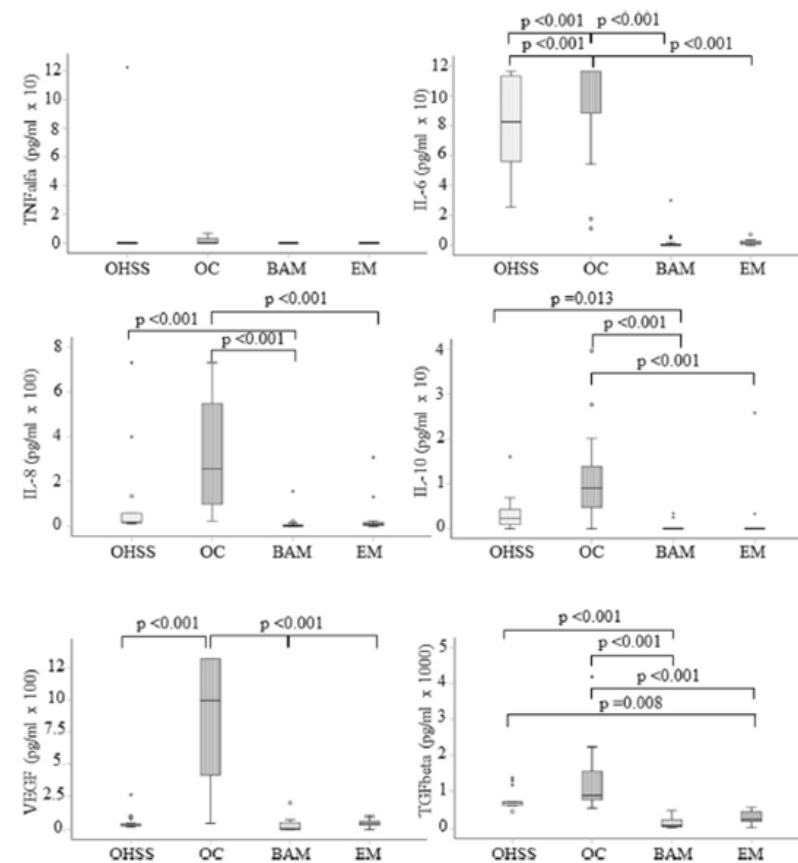 p <0.001 p <0.001
p <0.001 p <0.001
TNFalfa (pg/ml x 10)
12
10
8
6
4
2
0
OHSS OC BAM EM
IL-6 (pg/ml x 10)
12
10
8
6
4
2
0
OHSS OC BAM EM
p <0.001
p <0.001
p <0.001
IL-8 (pg/ml x 100)
8
6
4
2
0
OHSS OC BAM EM
p =0.013
p <0.001
p <0.001
IL-10 (pg/ml x 10)
4
3
2
1
0
OHSS OC BAM EM
p <0.001 p <0.001
VEGF (pg/ml x 100)
12
10
7.5
5
2.5
0
OHSS OC BAM EM
p <0.001
p <0.001
p <0.001
p =0.008
TGFbeta (pg/ml x 1000)
5
4
3
2
1
0
OHSS OC BAM EM